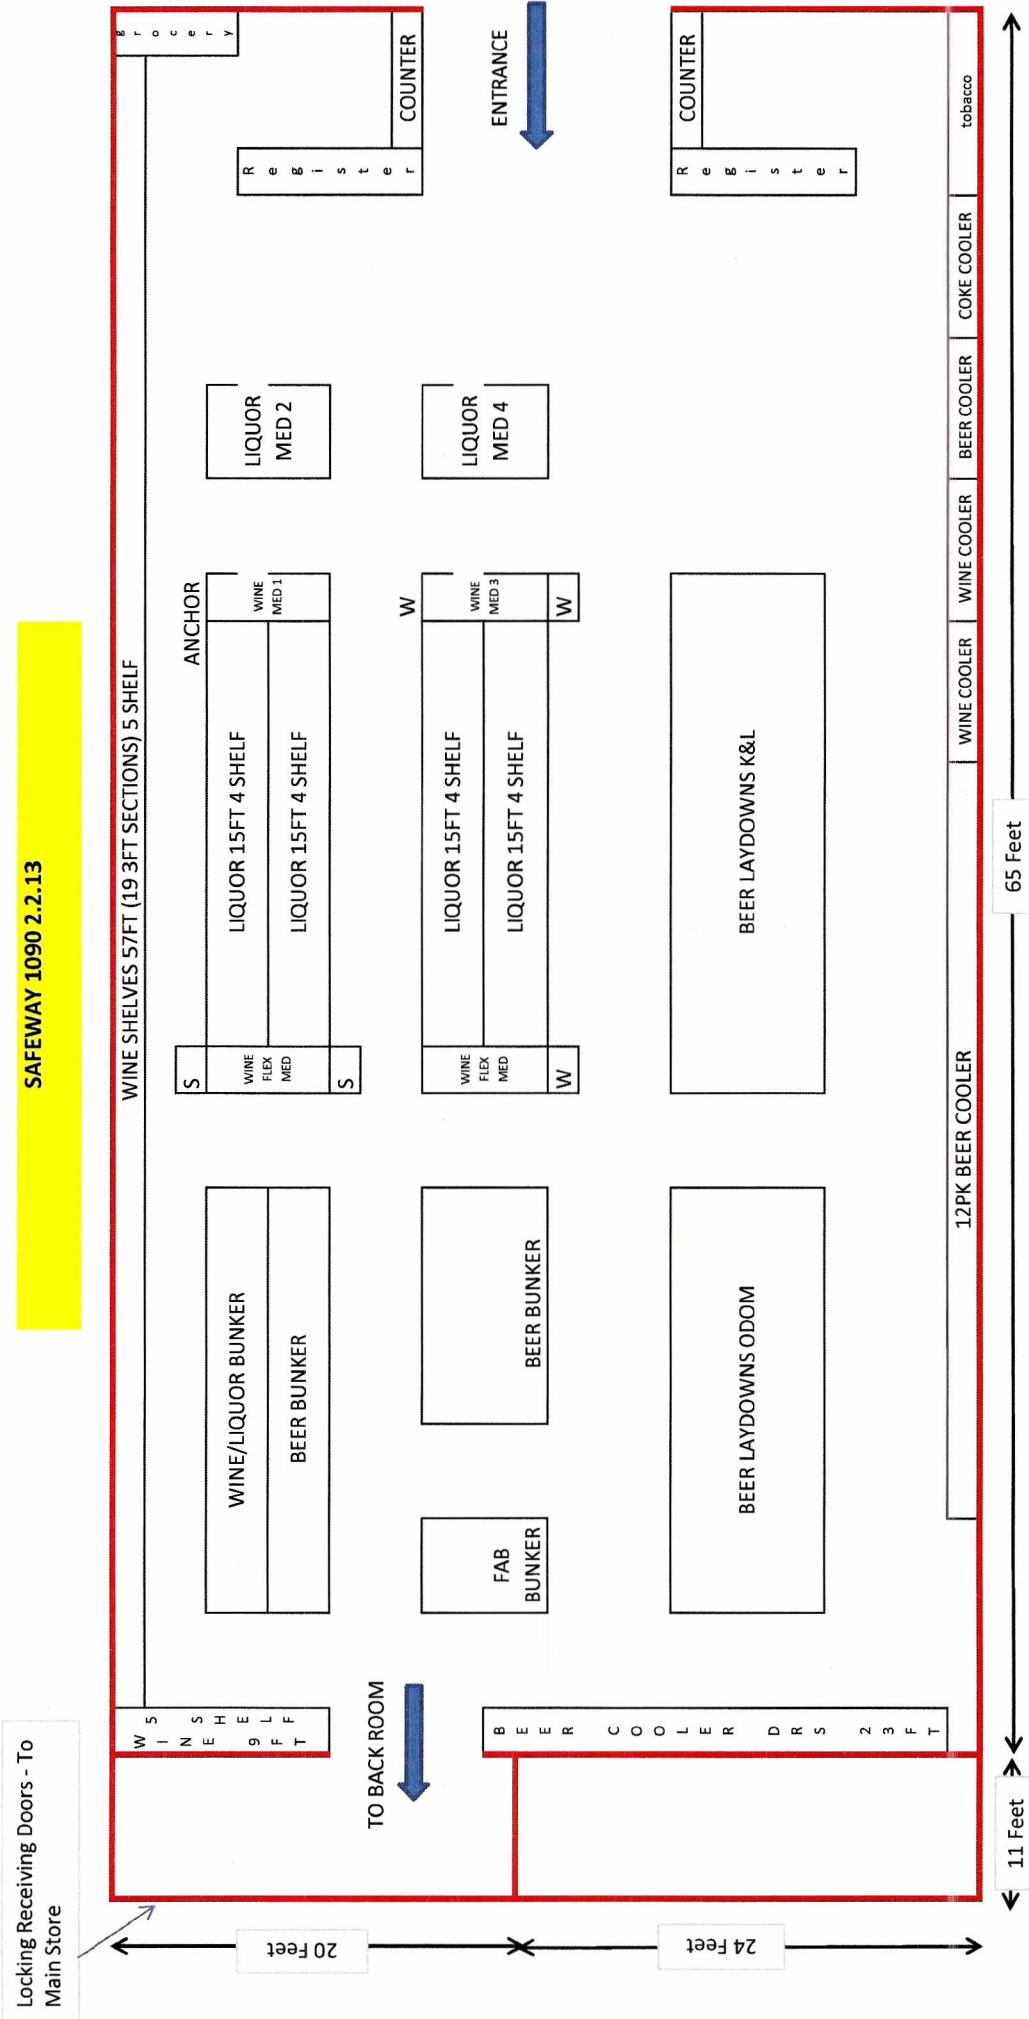 SAFEWAY 1090 2.2.13
Locking Receiving Doors - To
Main Store
WINE SHELVES 57FT (19 3FT SECTIONS) 5 SHELF
grocery
W 5
I S
N H
E E
9 L
F F
T
ANCHOR
S
WINE
FLEX
MED
S
LIQUOR 15FT 4 SHELF
LIQUOR 15FT 4 SHELF
WINE
MED 1
LIQUOR
MED 2
WINE/LIQUOR BUNKER
BEER BUNKER
Register
COUNTER
TO BACK ROOM
FAB
BUNKER
BEER BUNKER
WINE
FLEX
MED
W
LIQUOR 15FT 4 SHELF
LIQUOR 15FT 4 SHELF
W
WINE
MED 3
W
LIQUOR
MED 4
ENTRANCE
BEER COOLER DRS 23FT
BEER LAYDOWNS ODOM
BEER LAYDOWNS K&L
Register
COUNTER
12PK BEER COOLER
WINE COOLER
WINE COOLER
BEER COOLER
COKE COOLER
tobacco
20 Feet
24 Feet
11 Feet
65 Feet